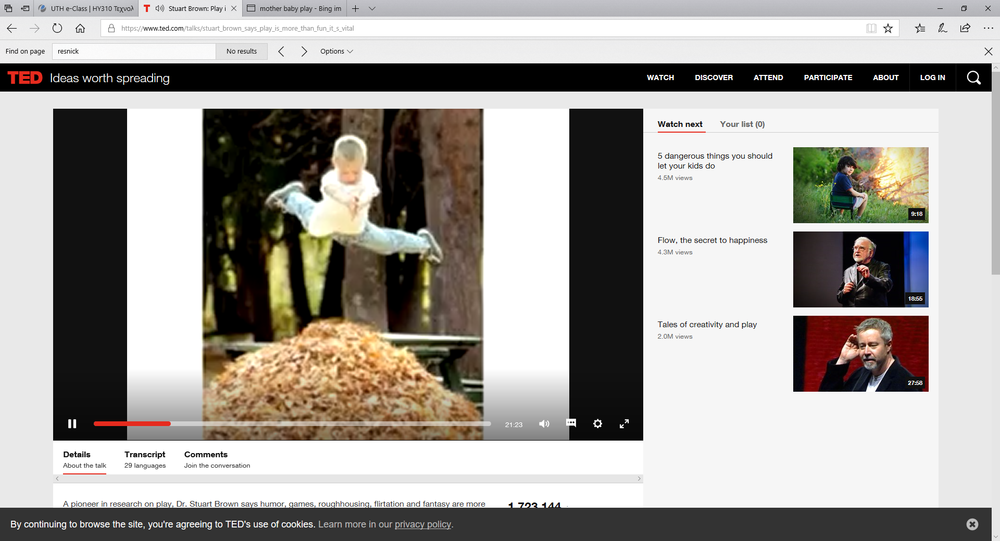 UTH e-Class | HY310 Τεχνολ
Stuart Brown: Play i
mother baby play - Bing im
https://www.ted.com/talks/stuart_brown_says_play_is_more_than_fun_it_s_vital
Find on page
resnick
No results
Options
TED Ideas worth spreading
WATCH
DISCOVER
ATTEND
PARTICIPATE
ABOUT
LOG IN
Watch next
Your list (0)
5 dangerous things you should
let your kids do
4.5M views
9:18
Flow, the secret to happiness
4.3M views
18:55
Tales of creativity and play
2.0M views
27:58
21:23
Details
About the talk
Transcript
29 languages
Comments
Join the conversation
A pioneer in research on play, Dr. Stuart Brown says humor, games, roughhousing, flirtation and fantasy are more
1,723,144
By continuing to browse the site, you're agreeing to TED's use of cookies. Learn more in our privacy policy.